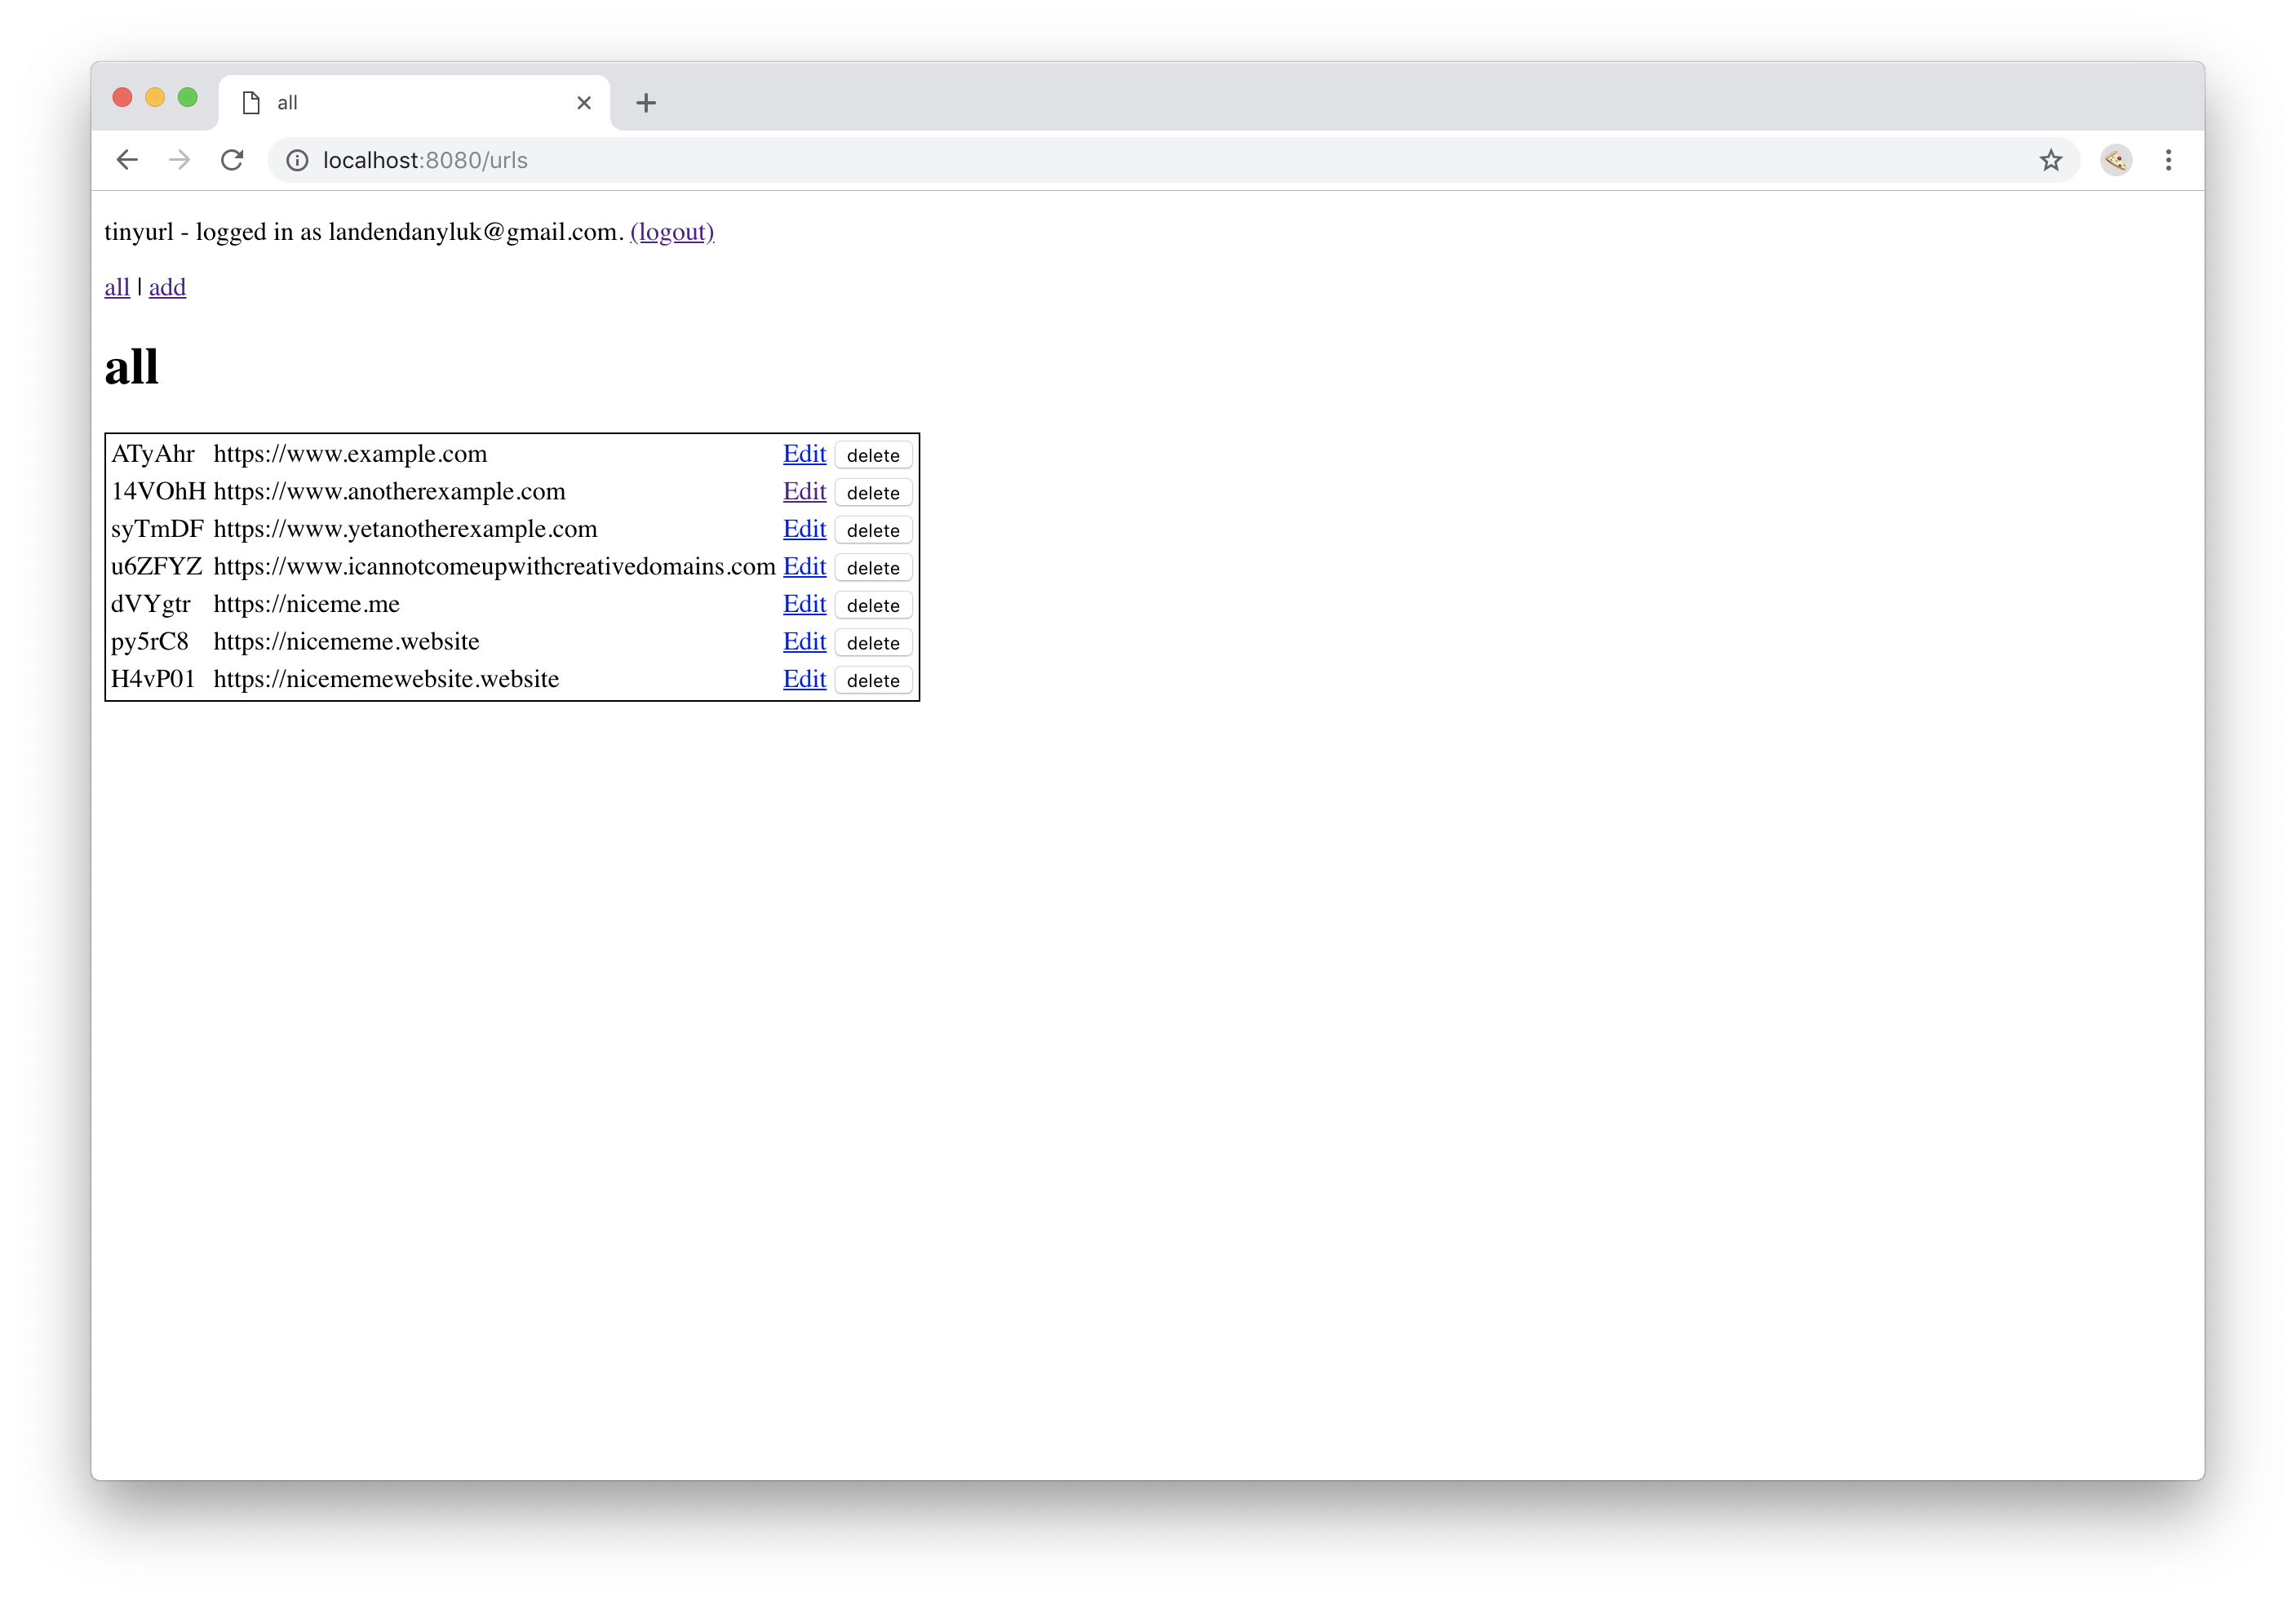 all
localhost:8080/urls
tinyurl - logged in as landendanyluk@gmail.com. (logout)
all | add
all
ATyAhr https://www.example.com Edit delete
14VOhH https://www.anotherexample.com Edit delete
syTmDF https://www.yetanotherexample.com Edit delete
u6ZFYZ https://www.icannotcomeupwithcreativedomains.com Edit delete
dVYgtr https://niceme.me Edit delete
py5rC8 https://nicememe.website Edit delete
H4vP01 https://nicememewebsite.website Edit delete